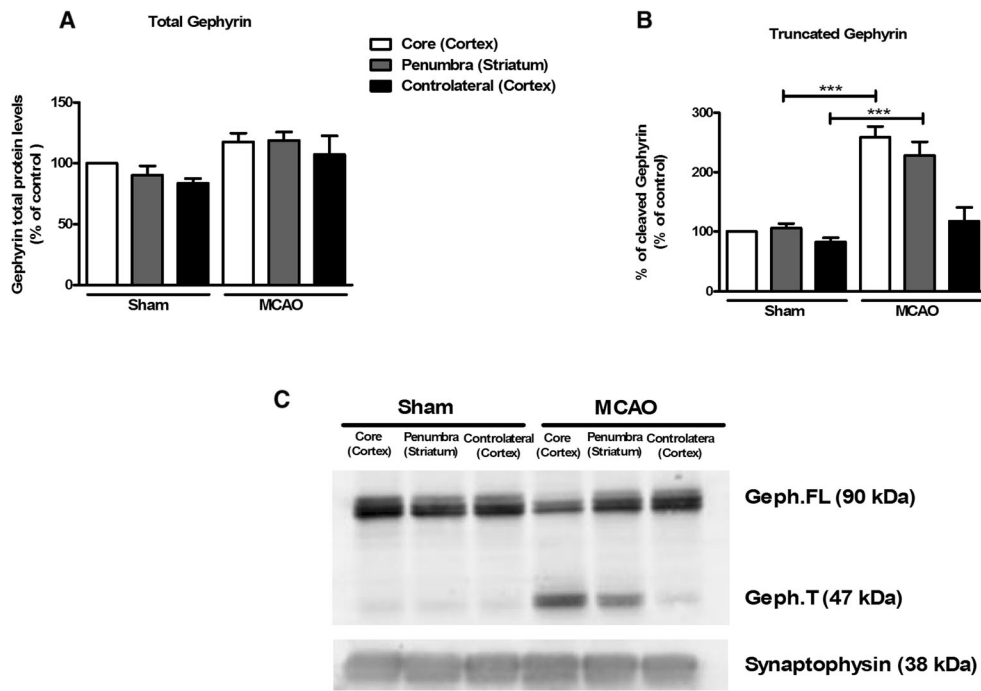 A
Total Gephyrin
Gephyrin total protein levels
(% of control )
150
100
50
0
Sham
MCAO
Core (Cortex)
Penumbra (Striatum)
Controlateral (Cortex)
B
Truncated Gephyrin
% of cleaved Gephyrin
(% of control)
300
200
100
0
***
***
Sham
MCAO
C
Sham
MCAO
Core
(Cortex)
Penumbra
(Striatum)
Controlateral
(Cortex)
Core
(Cortex)
Penumbra
(Striatum)
Controlatera
(Cortex)
Geph.FL (90 kDa)
Geph.T (47 kDa)
Synaptophysin (38 kDa)